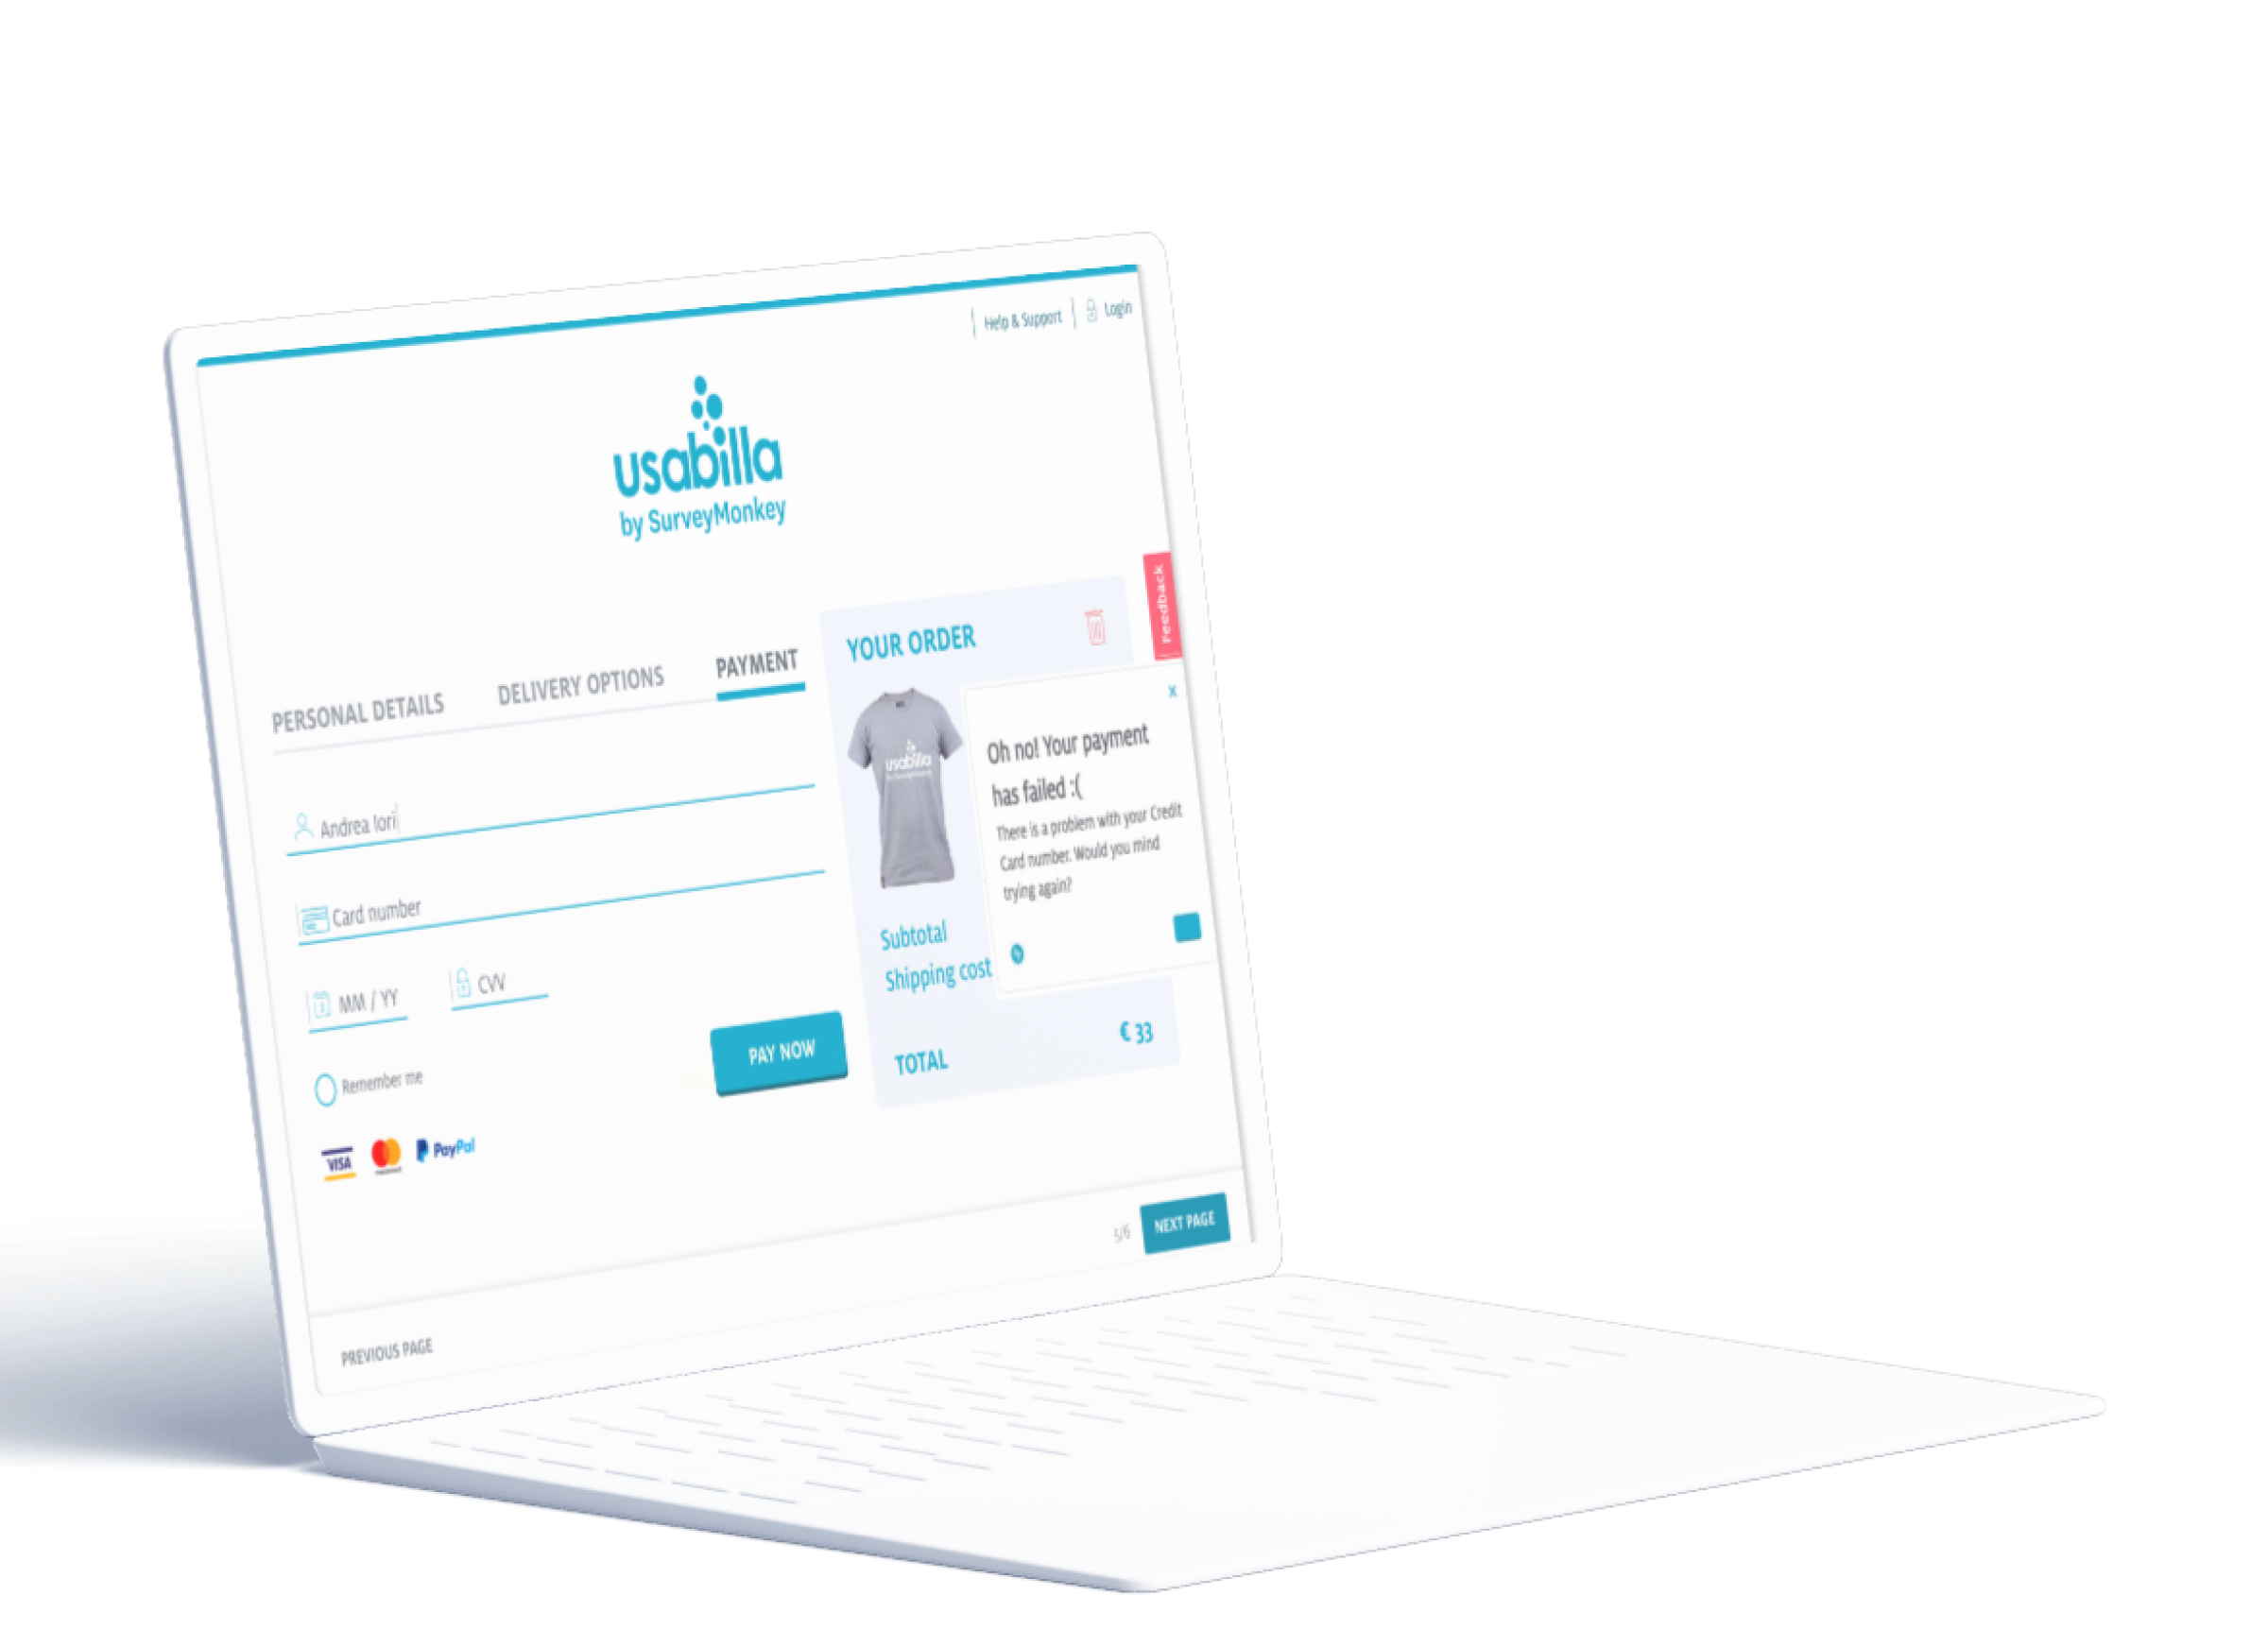 Help & Support
Login
usabilla
by SurveyMonkey
Feedback
PERSONAL DETAILS
DELIVERY OPTIONS
PAYMENT
YOUR ORDER
usabilla
Andrea Iori
Card number
MM / YY
CVV
Remember me
PAY NOW
VISA
PayPal
x
Oh no! Your payment
has failed :(
There is a problem with your Credit
Card number. Would you mind
trying again?
Subtotal
Shipping cost
TOTAL
€ 33
5/6
NEXT PAGE
PREVIOUS PAGE